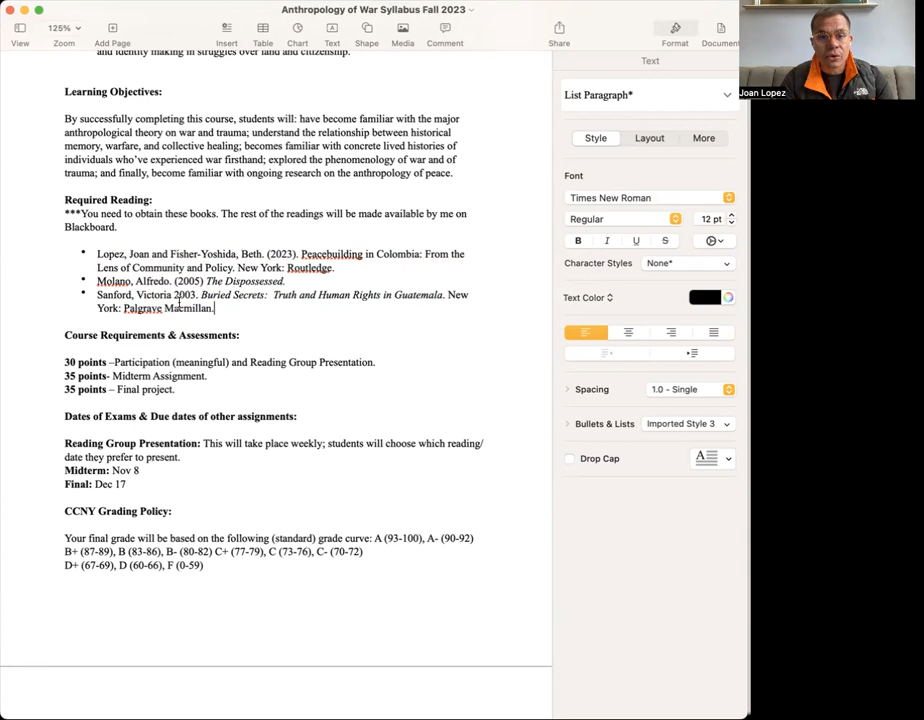 Anthropology of War Syllabus Fall 2023
125%
View
Zoom
Add Page
Insert
Table
Chart
Text
Shape
Media
Comment
Share
Format
Document
and identity making in struggles over land and citizenship.
Learning Objectives:
By successfully completing this course, students will: have become familiar with the major
anthropological theory on war and trauma; understand the relationship between historical
memory, warfare, and collective healing; becomes familiar with concrete lived histories of
individuals who've experienced war firsthand; explored the phenomenology of war and of
trauma; and finally, become familiar with ongoing research on the anthropology of peace.
Required Reading:
***You need to obtain these books. The rest of the readings will be made available by me on
Blackboard.
• Lopez, Joan and Fisher-Yoshida, Beth. (2023). Peacebuilding in Colombia: From the
Lens of Community and Policy. New York: Routledge.
• Molano, Alfredo. (2005) The Dispossessed.
• Sanford, Victoria 2003. Buried Secrets: Truth and Human Rights in Guatemala. New
York: Palgrave Macmillan.
Course Requirements & Assessments:
30 points –Participation (meaningful) and Reading Group Presentation.
35 points- Midterm Assignment.
35 points – Final project.
Dates of Exams & Due dates of other assignments:
Reading Group Presentation: This will take place weekly; students will choose which reading/
date they prefer to present.
Midterm: Nov 8
Final: Dec 17
CCNY Grading Policy:
Your final grade will be based on the following (standard) grade curve: A (93-100), A- (90-92)
B+ (87-89), B (83-86), B- (80-82) C+ (77-79), C (73-76), C- (70-72)
D+ (67-69), D (60-66), F (0-59)
Text
List Paragraph*
Style
Layout
More
Font
Times New Roman
Regular
12 pt
B I U S
Character Styles
None*
Text Color
Spacing
1.0 - Single
Bullets & Lists
Imported Style 3
Drop Cap
A
Joan Lopez